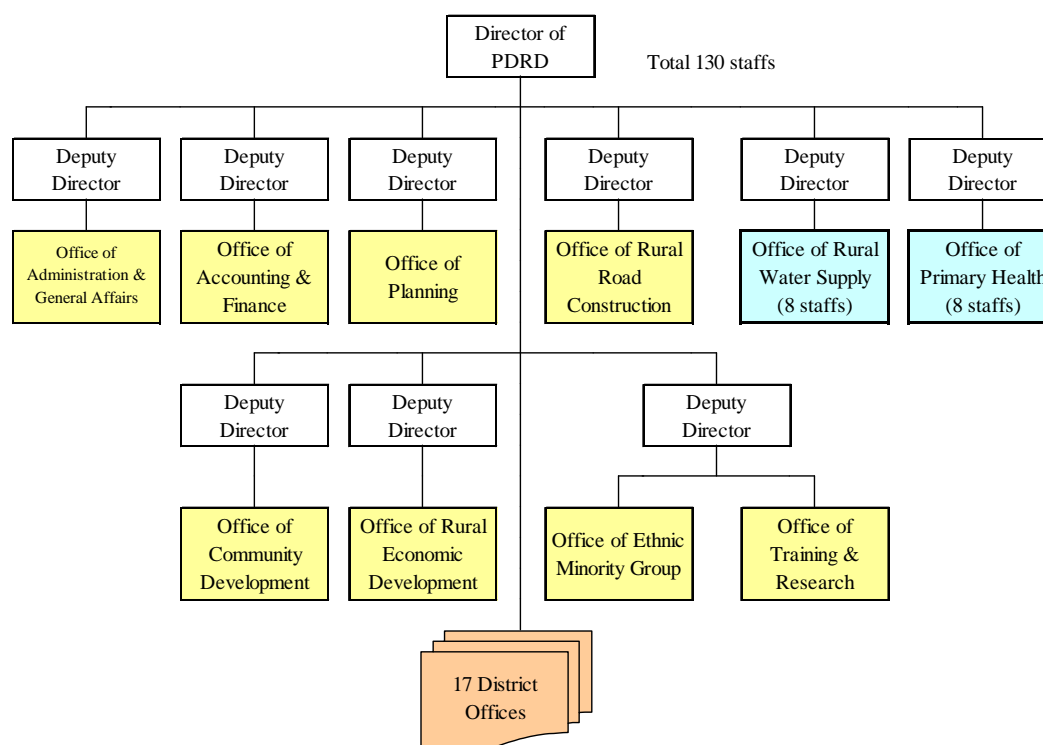 Director of
PDRD
Total 130 staffs
Deputy
Director
Deputy
Director
Deputy
Director
Deputy
Director
Deputy
Director
Deputy
Director
Office of
Administration &
General Affairs
Office of
Accounting &
Finance
Office of
Planning
Office of Rural
Road
Construction
Office of Rural
Water Supply
(8 staffs)
Office of
Primary Health
(8 staffs)
Deputy
Director
Deputy
Director
Deputy
Director
Office of
Community
Development
Office of Rural
Economic
Development
Office of Ethnic
Minority Group
Office of
Training &
Research
17 District
Offices